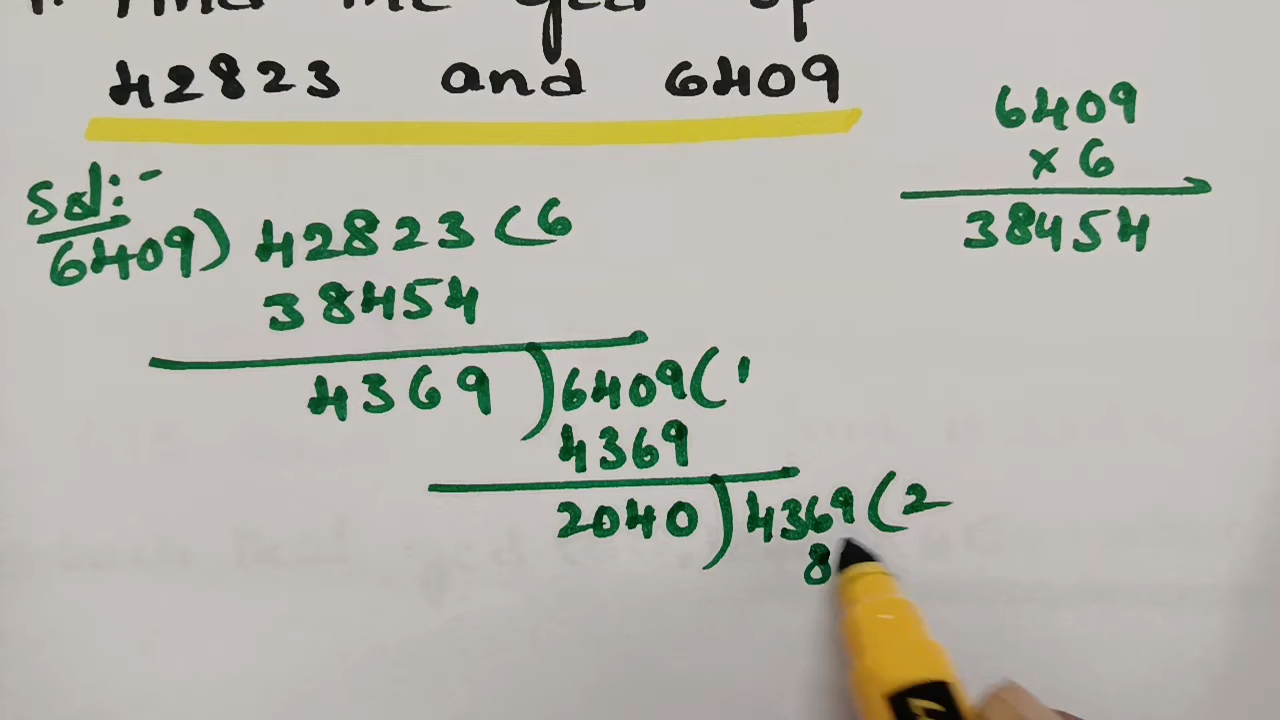 42823 and 6409
6409
× 6
38454
Sol:-
6409) 42823 (6
38454
4369 ) 6409 ( 1
4369
2040 ) 4369 ( 2
8